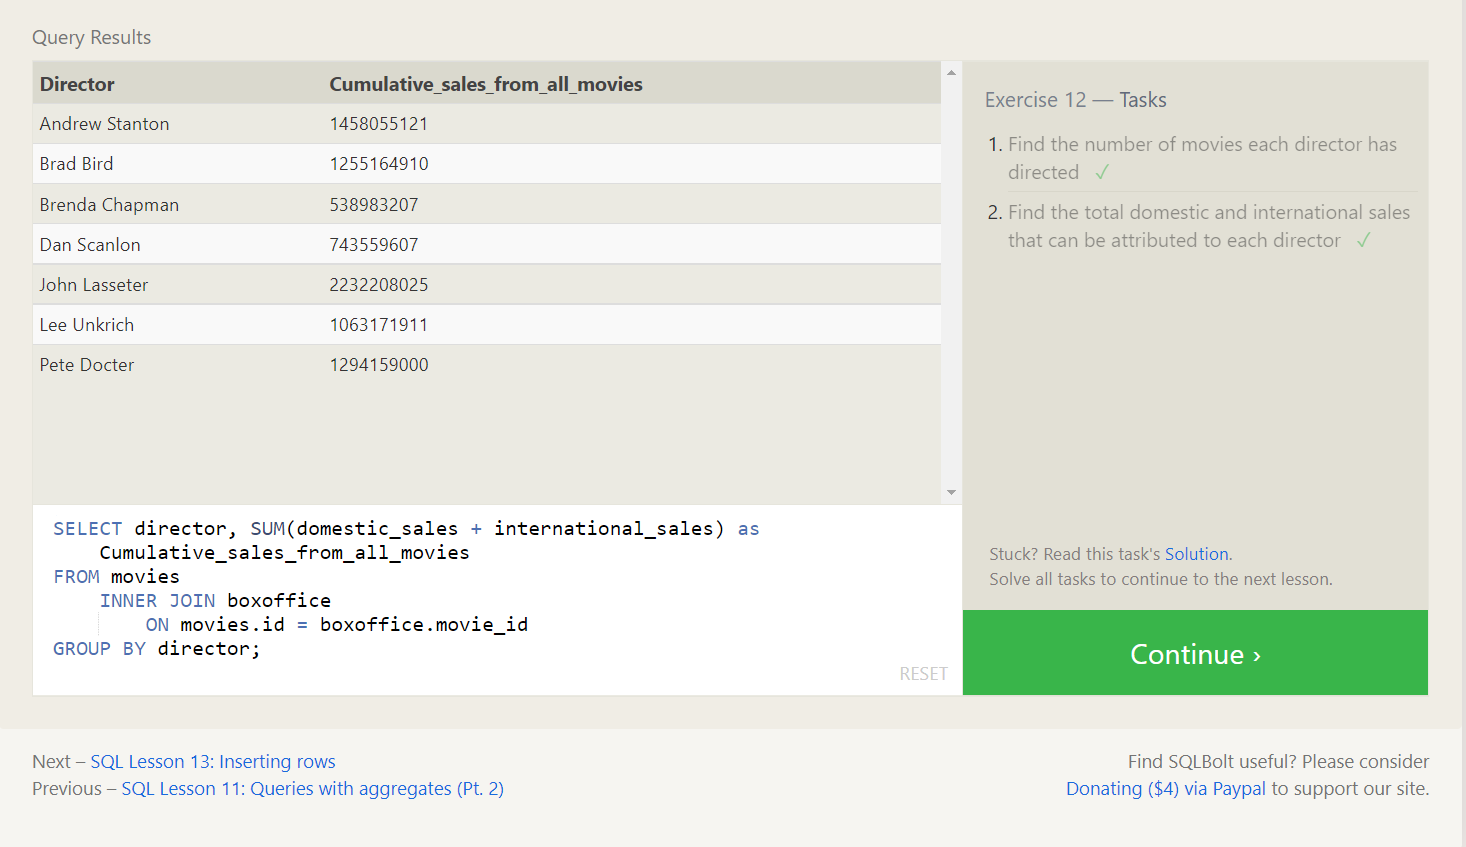 Query Results
Director Cumulative_sales_from_all_movies
Andrew Stanton 1458055121
Brad Bird 1255164910
Brenda Chapman 538983207
Dan Scanlon 743559607
John Lasseter 2232208025
Lee Unkrich 1063171911
Pete Docter 1294159000
SELECT director, SUM(domestic_sales + international_sales) as
Cumulative_sales_from_all_movies
FROM movies
INNER JOIN boxoffice
ON movies.id = boxoffice.movie_id
GROUP BY director;
RESET
Exercise 12 — Tasks
1. Find the number of movies each director has
directed ✓
2. Find the total domestic and international sales
that can be attributed to each director ✓
Stuck? Read this task's Solution.
Solve all tasks to continue to the next lesson.
Continue ›
Next – SQL Lesson 13: Inserting rows
Previous – SQL Lesson 11: Queries with aggregates (Pt. 2)
Find SQLBolt useful? Please consider
Donating ($4) via Paypal to support our site.